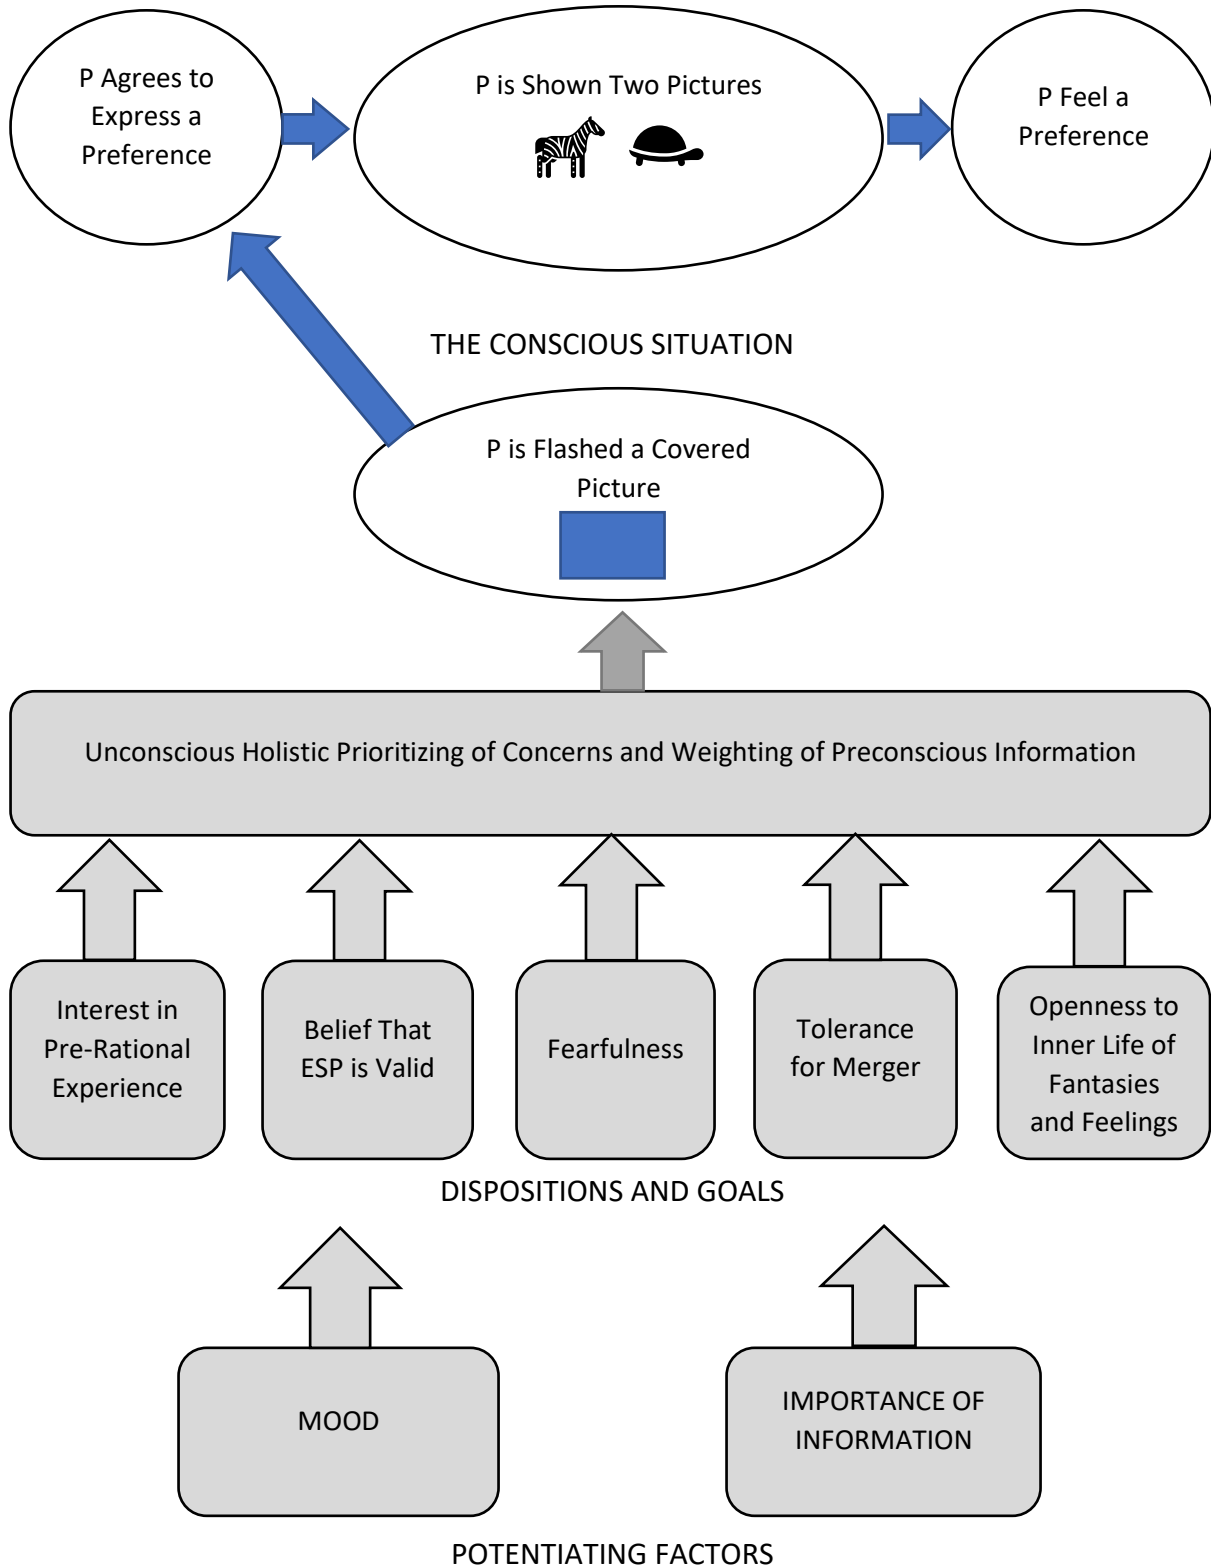 P Agrees to
Express a
Preference
P is Shown Two Pictures
P Feel a
Preference
THE CONSCIOUS SITUATION
P is Flashed a Covered
Picture
Unconscious Holistic Prioritizing of Concerns and Weighting of Preconscious Information
Interest in
Pre-Rational
Experience
Belief That
ESP is Valid
Fearfulness
Tolerance
for Merger
Openness to
Inner Life of
Fantasies
and Feelings
DISPOSITIONS AND GOALS
MOOD
IMPORTANCE OF
INFORMATION
POTENTIATING FACTORS